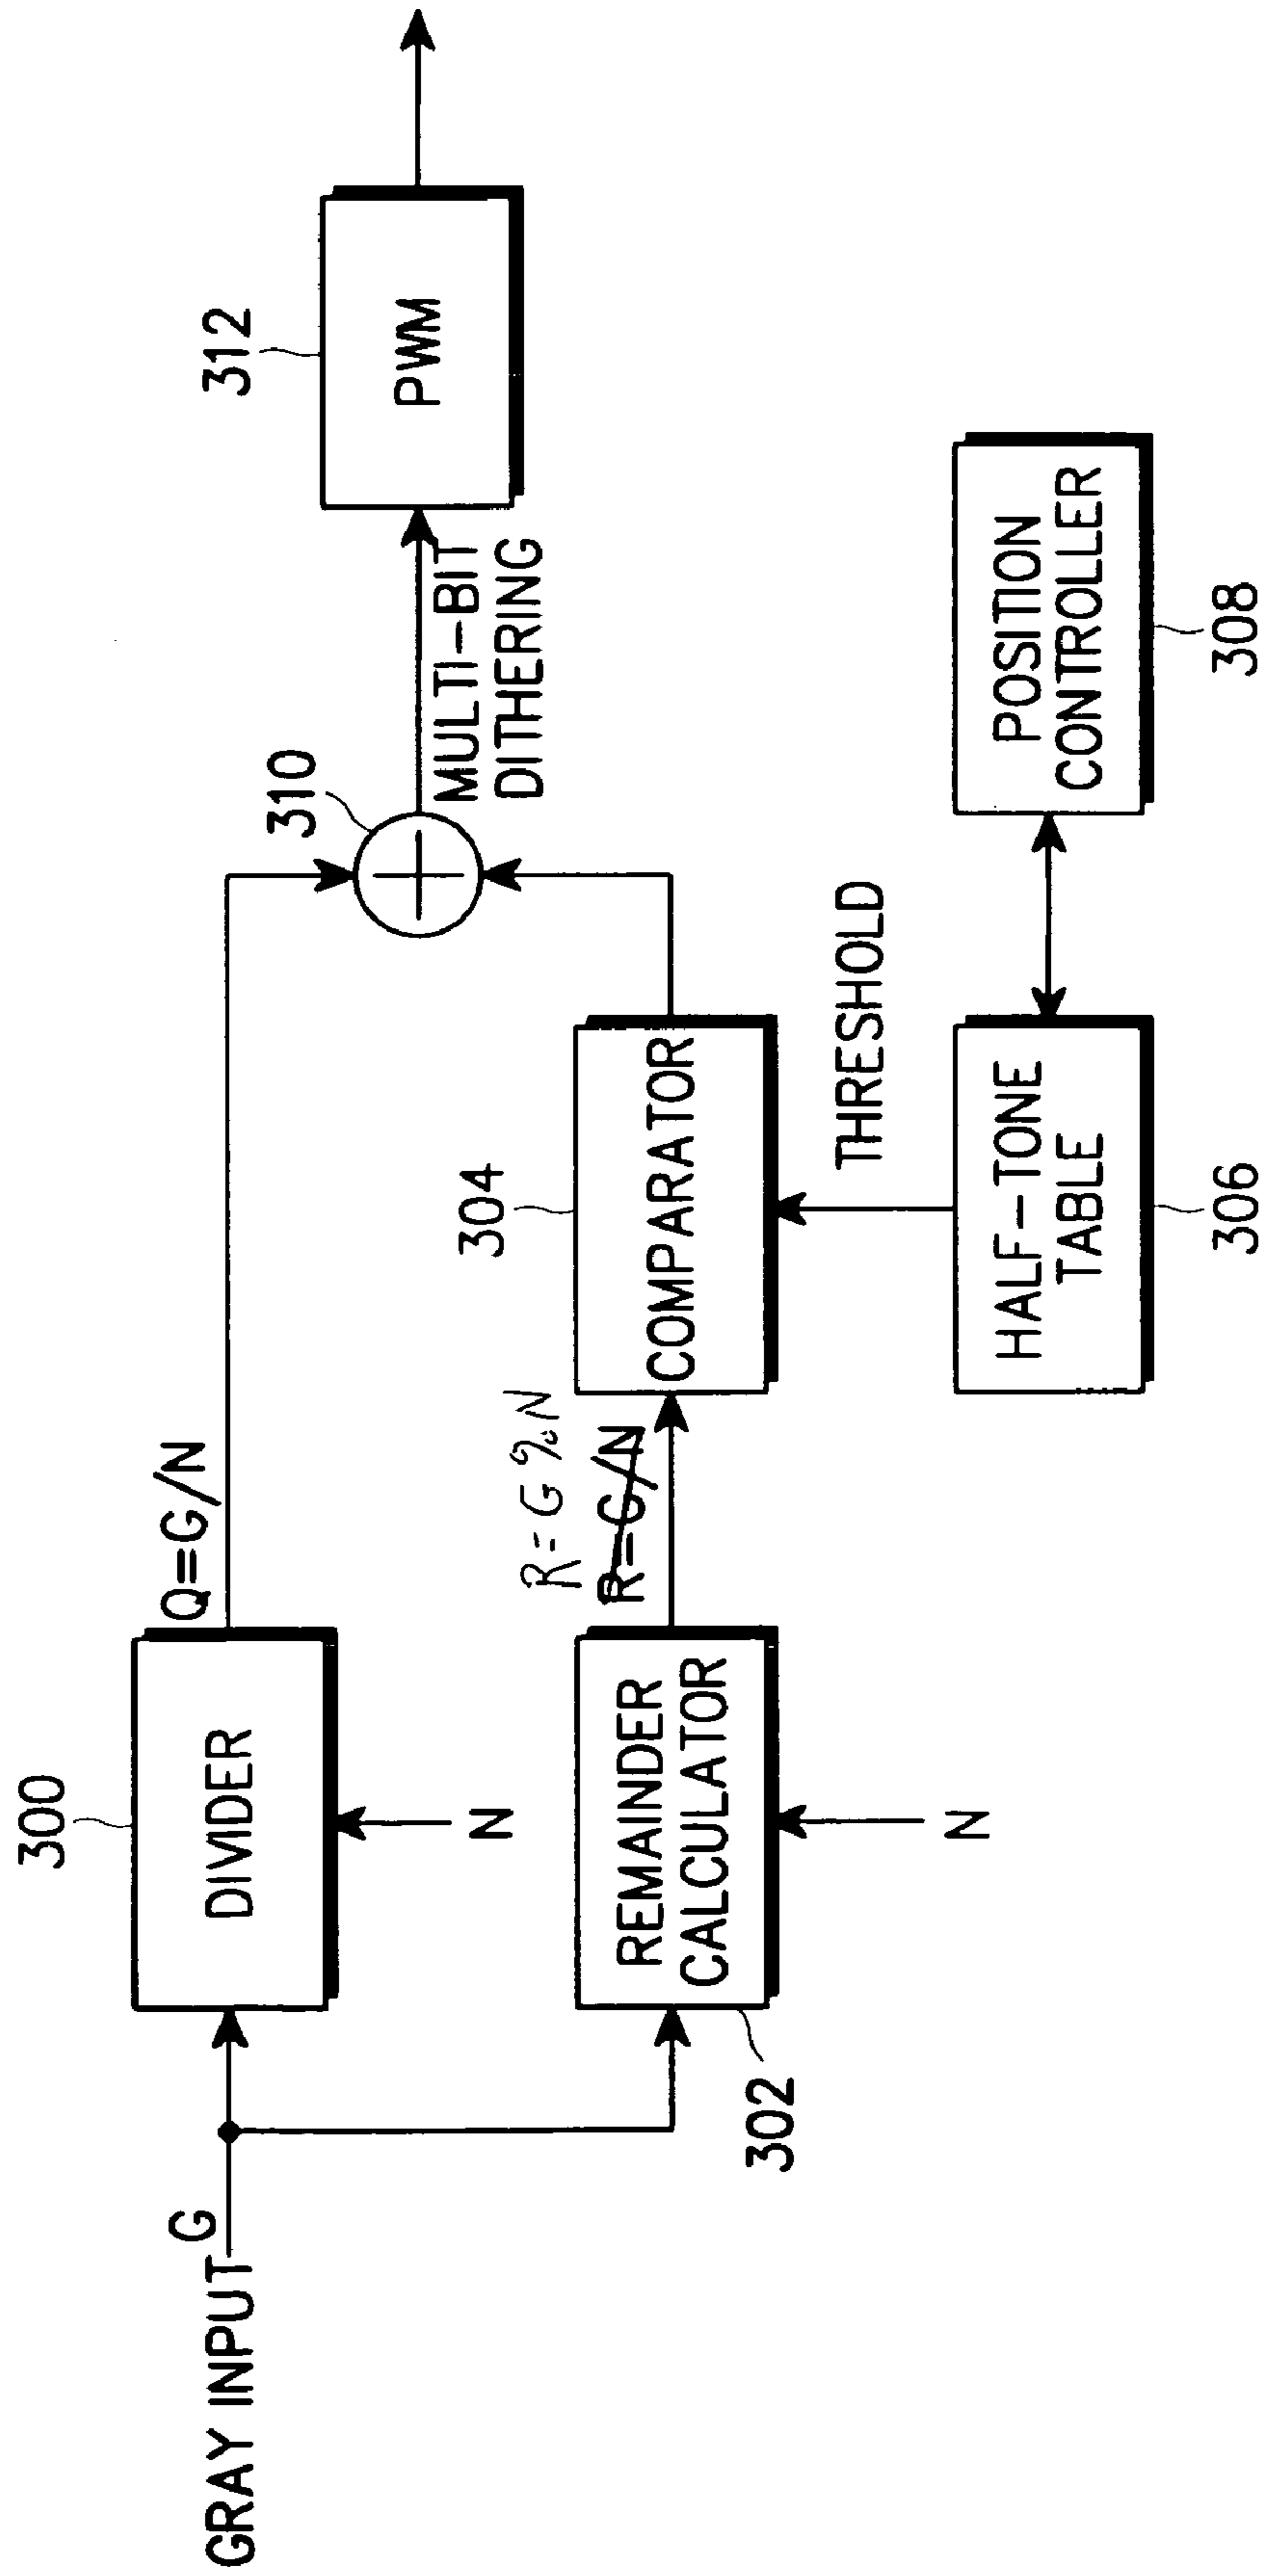 312
PWM
310
MULTI-BIT
DITHERING
300
DIVIDER
Q=G/N
N
GRAY INPUT
G
304
COMPARATOR
R=G%N
R=G/N
REMAINDER
CALCULATOR
302
N
THRESHOLD
HALF-TONE
TABLE
306
POSITION
CONTROLLER
308